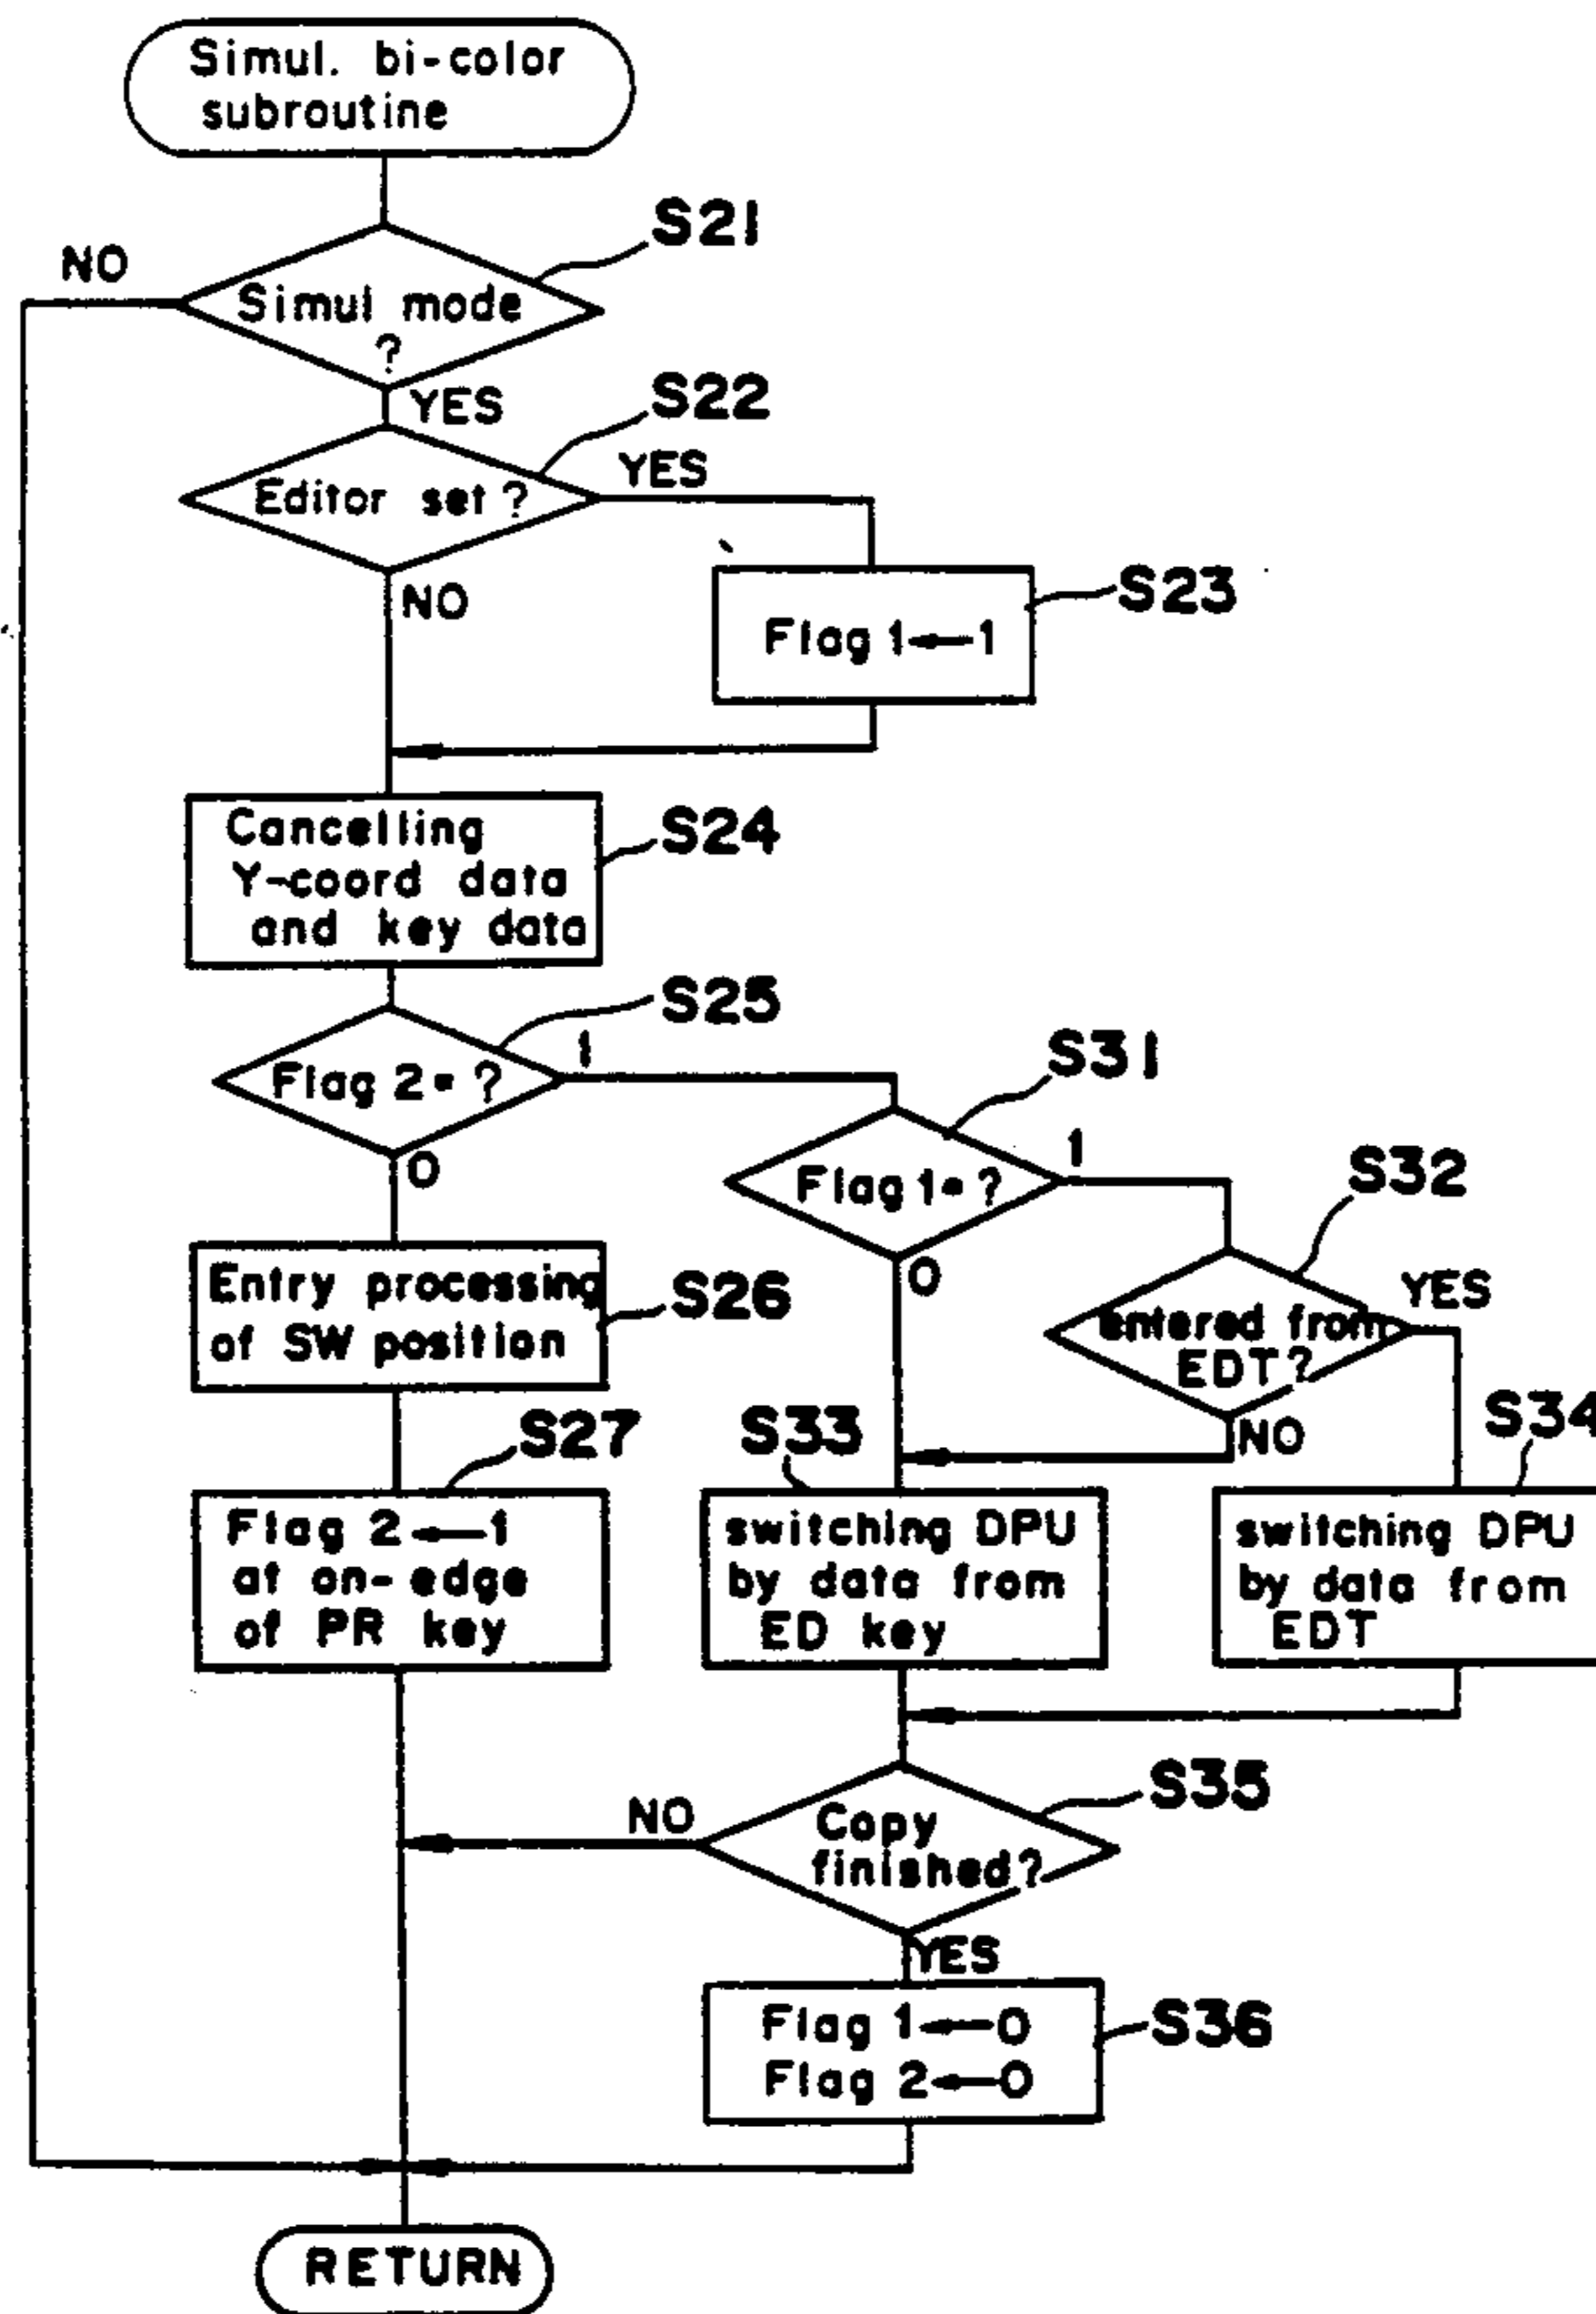 Simul. bi-color
subroutine
S21
NO
Simul mode
?
YES
S22
Editor set?
YES
NO
S23
Flag 1←1
Cancelling
Y-coord data
and key data
S24
S25
Flag 2=?
1
0
S31
Flag 1=?
1
0
S32
entered from
EDT?
YES
NO
Entry processing
of SW position
S26
S27
Flag 2←1
at on-edge
of PR key
S33
switching DPU
by data from
ED key
S34
switching DPU
by data from
EDT
S35
Copy
finished?
NO
YES
Flag 1←0
Flag 2←0
S36
RETURN